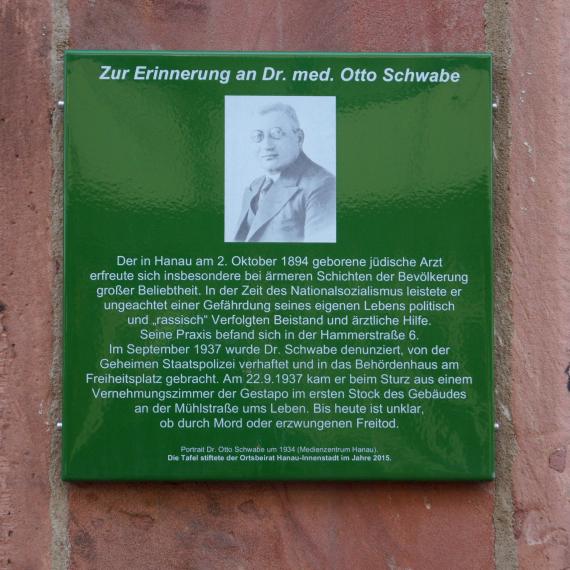 Zur Erinnerung an Dr. med. Otto Schwabe
Der in Hanau am 2. Oktober 1894 geborene jüdische Arzt
erfreute sich insbesondere bei ärmeren Schichten der Bevölkerung
großer Beliebtheit. In der Zeit des Nationalsozialismus leistete er
ungeachtet einer Gefährdung seines eigenen Lebens politisch
und „rassisch“ Verfolgten Beistand und ärztliche Hilfe.
Seine Praxis befand sich in der Hammerstraße 6.
Im September 1937 wurde Dr. Schwabe denunziert, von der
Geheimen Staatspolizei verhaftet und in das Behördenhaus am
Freiheitsplatz gebracht. Am 22.9.1937 kam er beim Sturz aus einem
Vernehmungszimmer der Gestapo im ersten Stock des Gebäudes
an der Mühlstraße ums Leben. Bis heute ist unklar,
ob durch Mord oder erzwungenen Freitod.
Portrait Dr. Otto Schwabe um 1934 (Medienzentrum Hanau).
Die Tafel stiftete der Ortsbeirat Hanau-Innenstadt im Jahre 2015.